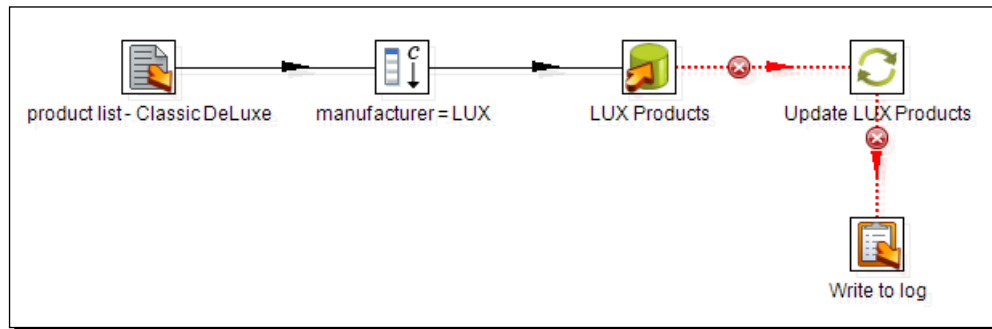 C
product list - Classic DeLuxe
manufacturer = LUX
LUX Products
Update LUX Products
Write to log